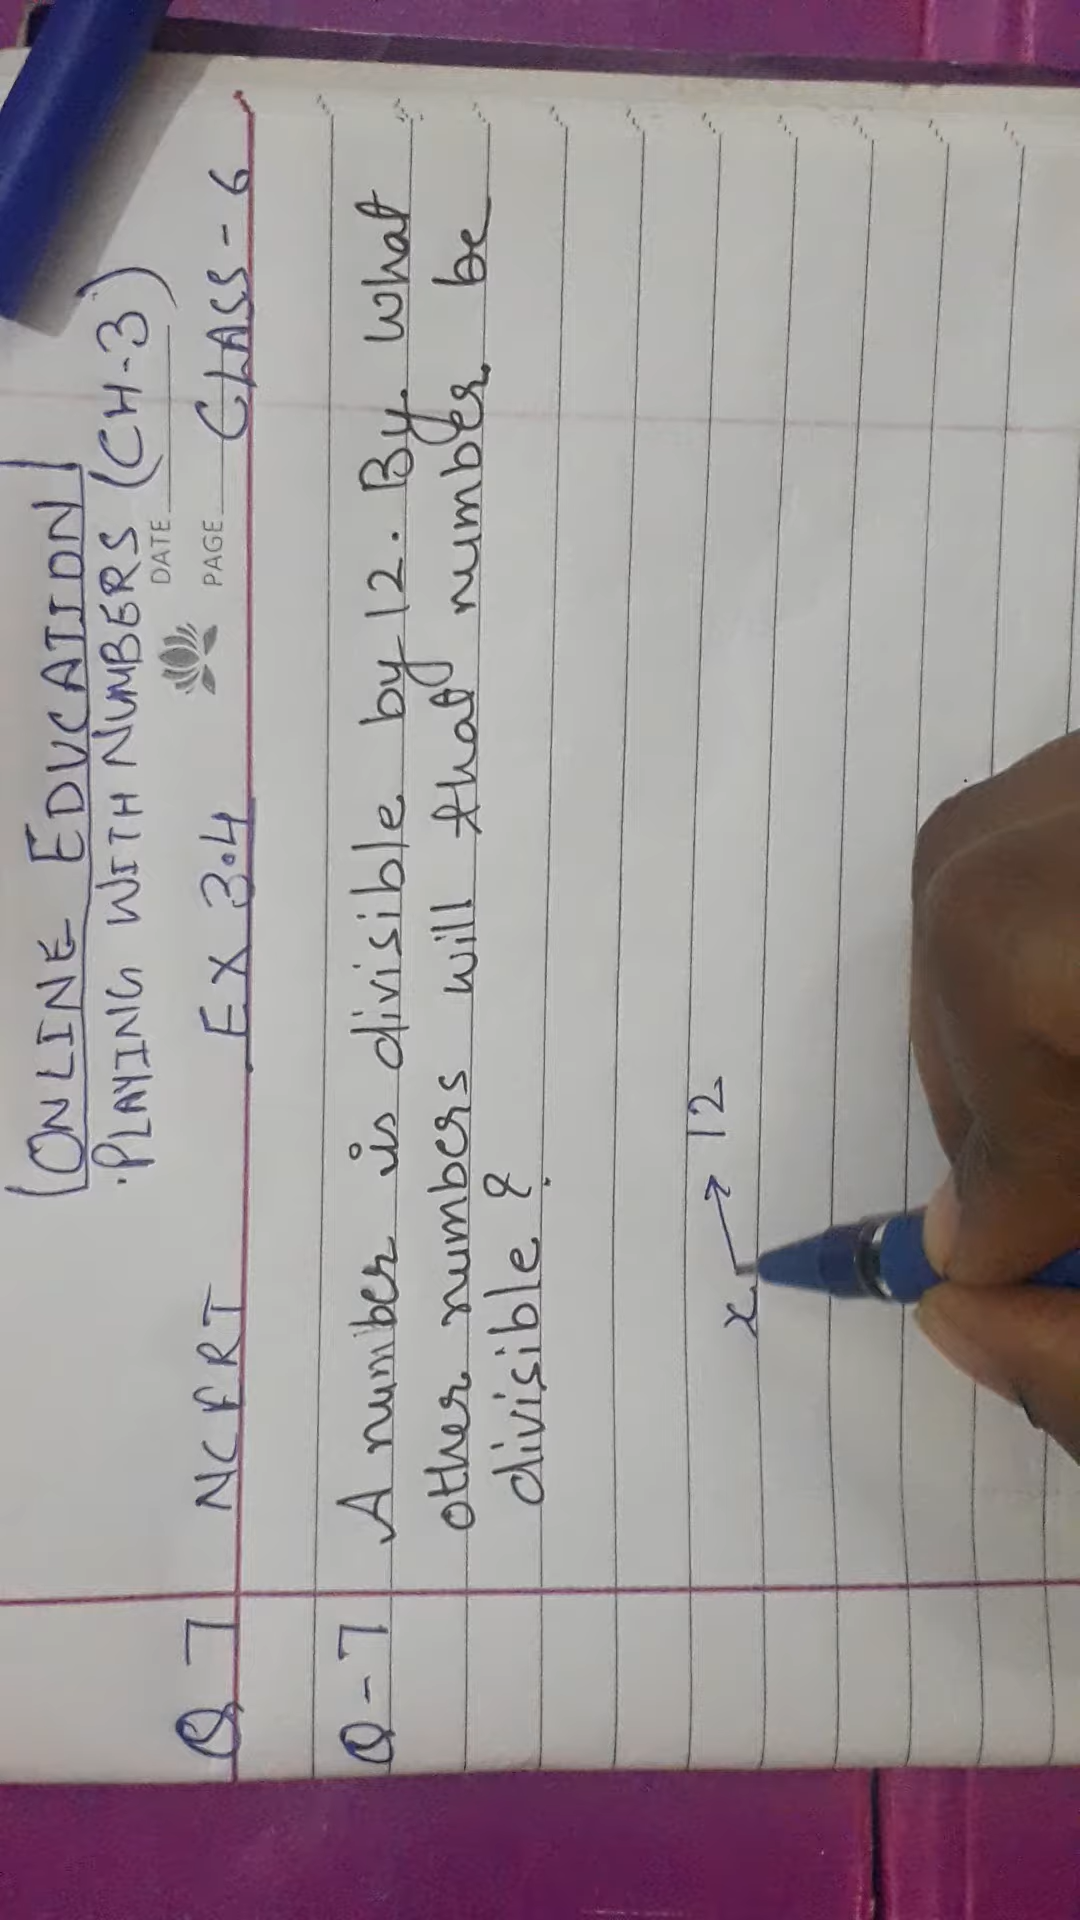 ONLINE EDUCATION
PLAYING WITH NUMBERS (CH-3)
DATE
PAGE
Q 7 NCERT EX 3.4 CLASS - 6
Q-7 A number is divisible by 12. By what
other numbers will that number be
divisible ?
x → 12